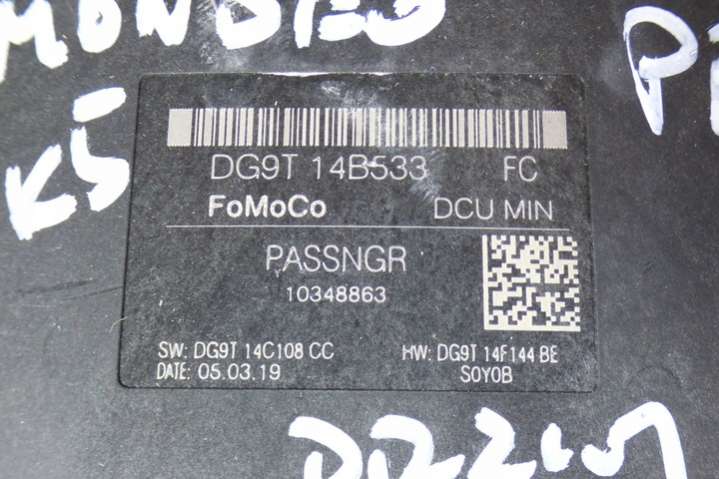 MONDEO
K5
DG9T 14B533 FC
FoMoCo DCU MIN
PASSNGR
10348863
SW: DG9T 14C108 CC HW: DG9T 14F144 BE
DATE: 05.03.19 S0Y0B